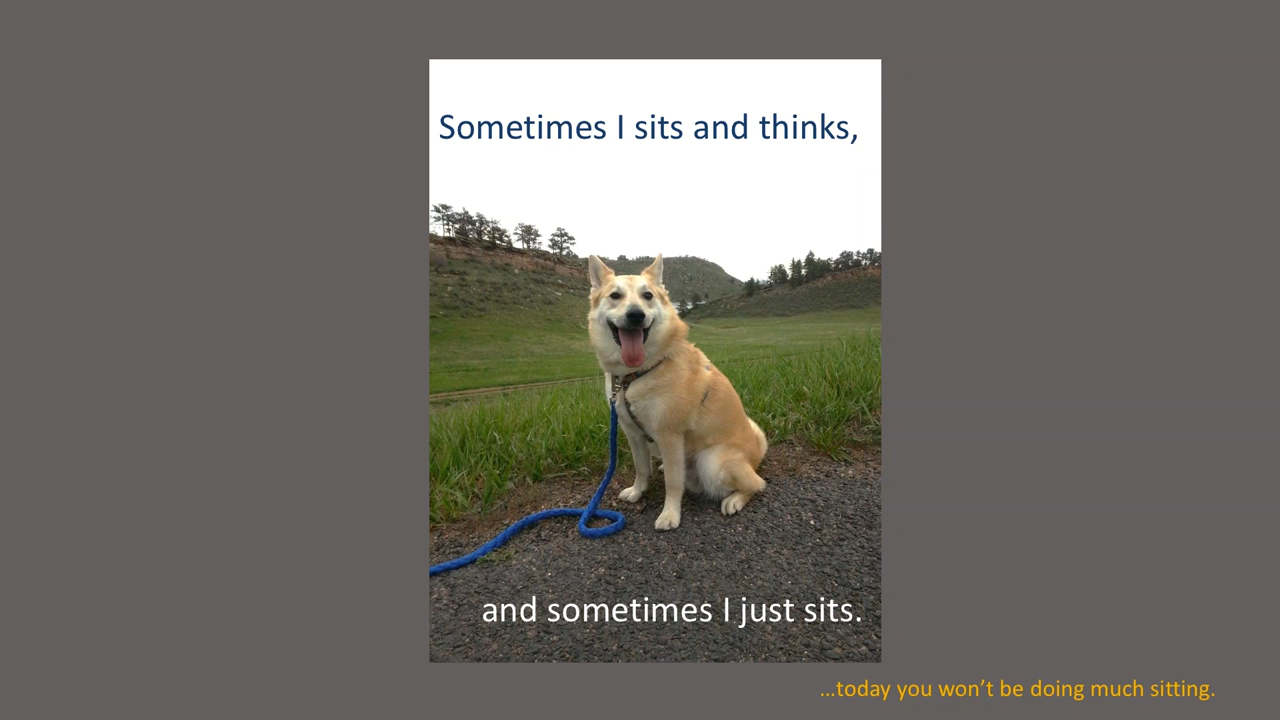 Sometimes I sits and thinks,
and sometimes I just sits.
...today you won't be doing much sitting.